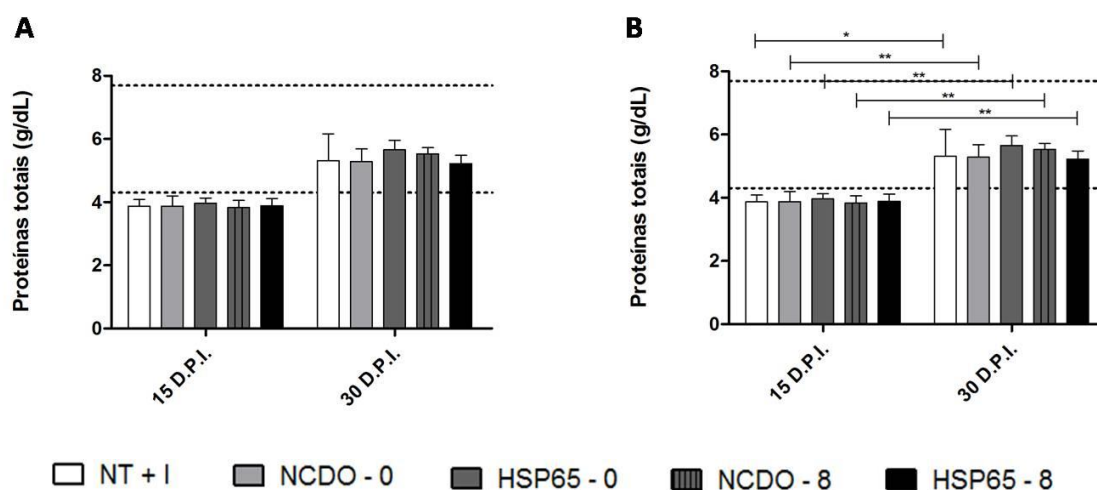 A
Proteínas totais (g/dL)
8
6
4
2
0
15 D.P.I.
30 D.P.I.
B
*
**
**
**
**
Proteínas totais (g/dL)
8
6
4
2
0
15 D.P.I.
30 D.P.I.
NT + I
NCDO - 0
HSP65 - 0
NCDO - 8
HSP65 - 8